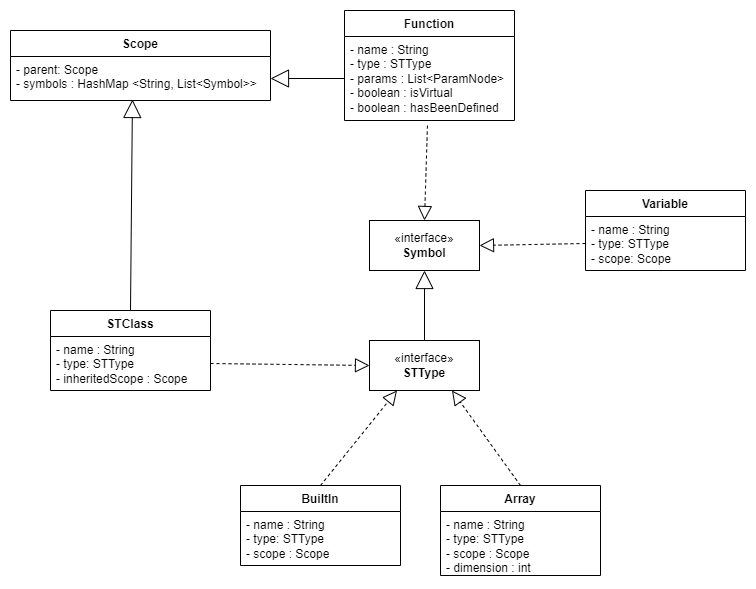 Scope
- parent: Scope
- symbols : HashMap <String, List<Symbol>>
Function
- name : String
- type : STType
- params : List<ParamNode>
- boolean : isVirtual
- boolean : hasBeenDefined
«interface»
Symbol
Variable
- name : String
- type: STType
- scope: Scope
STClass
- name : String
- type: STType
- inheritedScope : Scope
«interface»
STType
BuiltIn
- name : String
- type: STType
- scope : Scope
Array
- name : String
- type: STType
- scope : Scope
- dimension : int